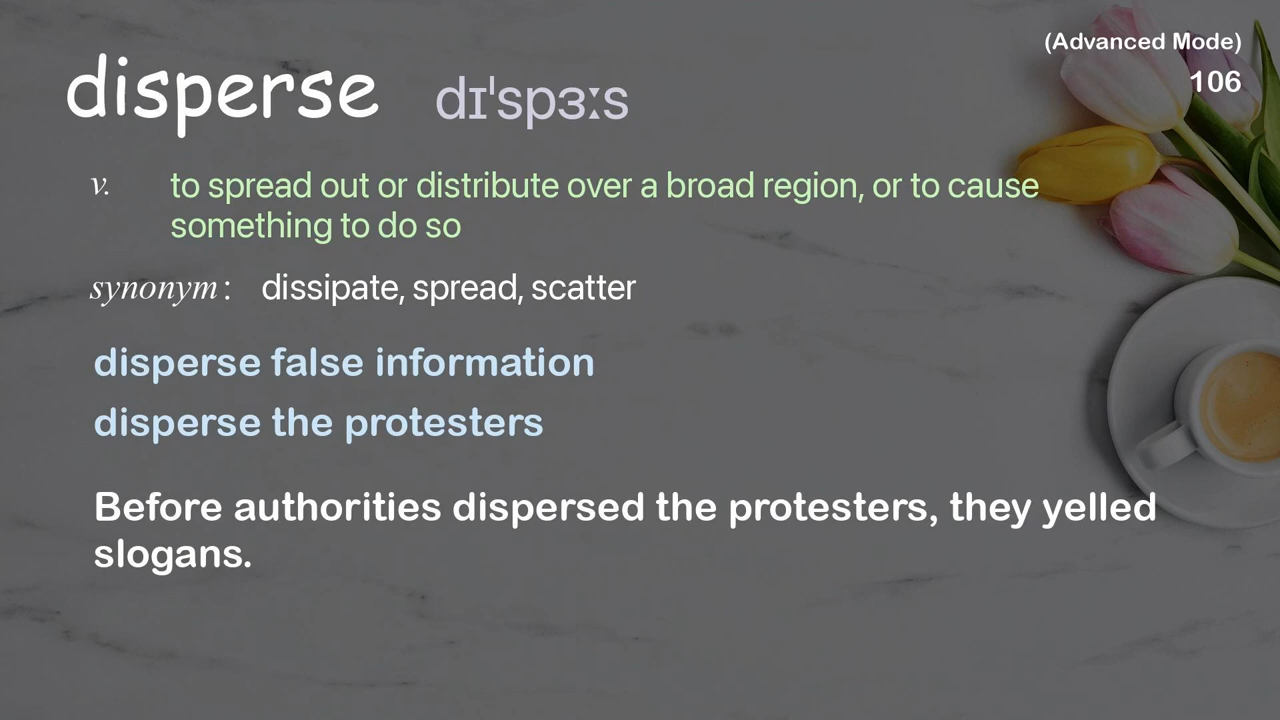 (Advanced Mode)
disperse dɪˈspɜːs
106
v. to spread out or distribute over a broad region, or to cause
something to do so
synonym : dissipate, spread, scatter
disperse false information
disperse the protesters
Before authorities dispersed the protesters, they yelled
slogans.